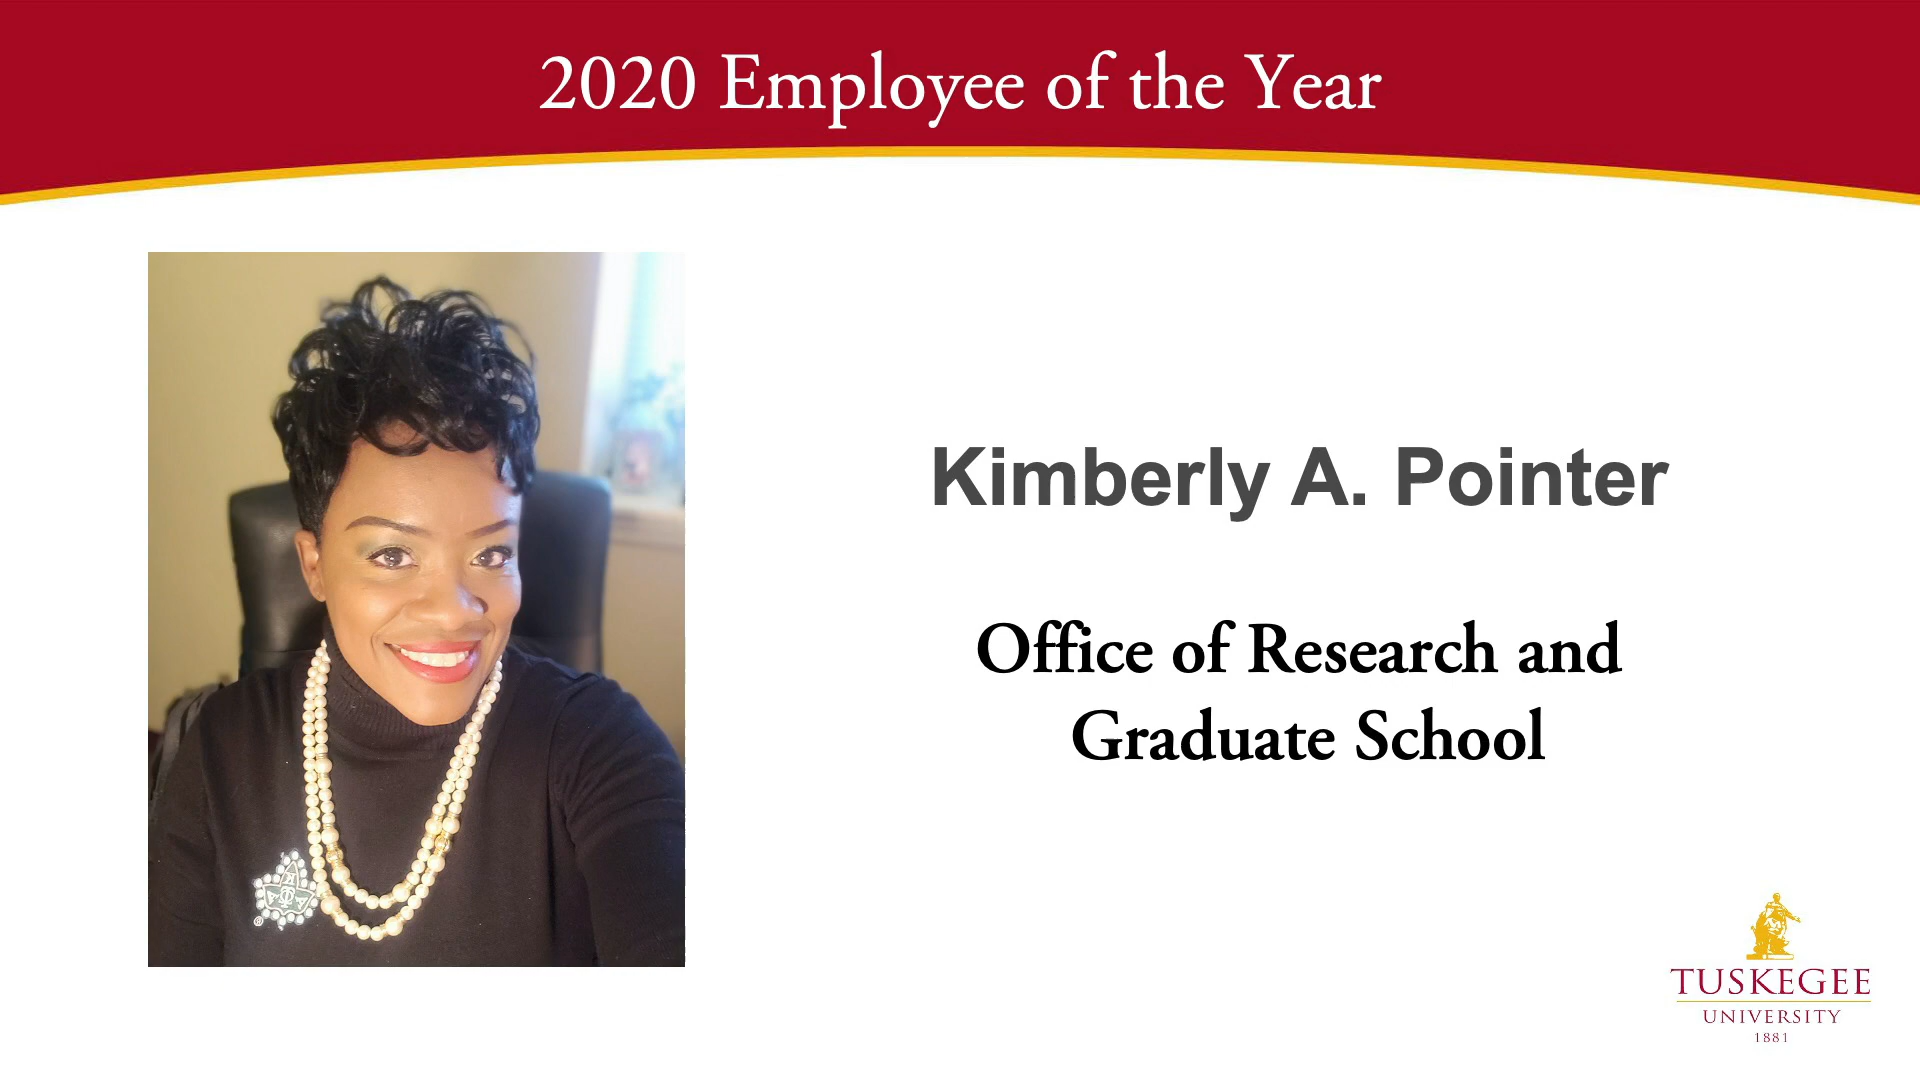 2020 Employee of the Year
Kimberly A. Pointer
Office of Research and
Graduate School
TUSKEGEE
UNIVERSITY
1881